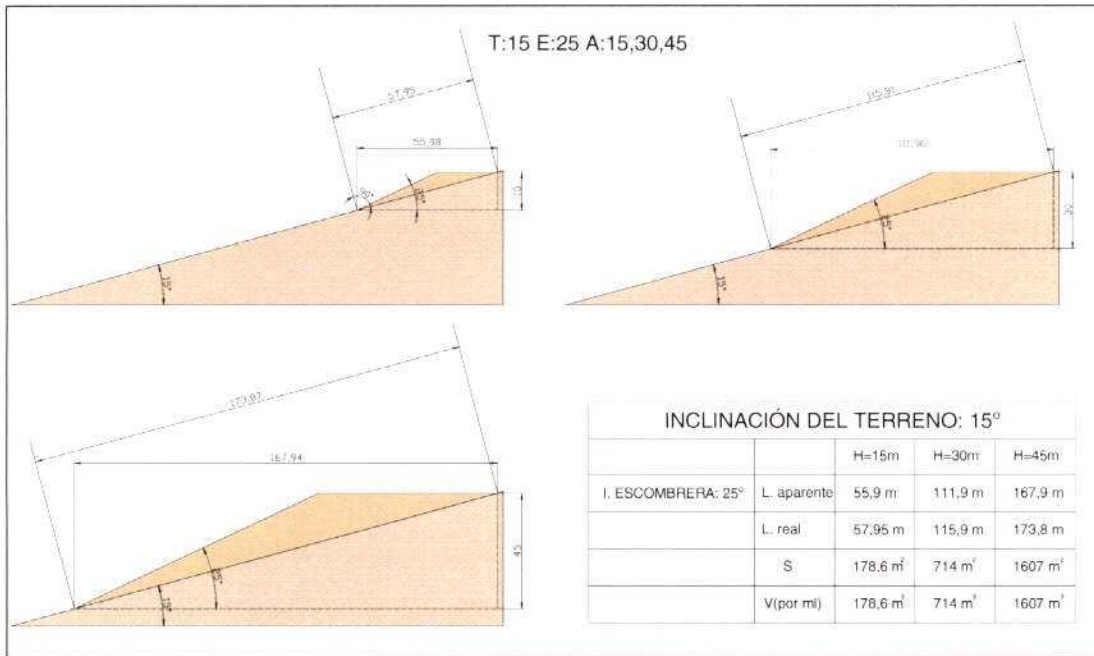 T:15 E:25 A:15,30,45
57,95
55,98
15
25°
15°
115,91
111,96
30
25°
15°
173,87
167,94
45
25°
15°
15°
INCLINACIÓN DEL TERRENO: 15°
H=15m H=30m H=45m
I. ESCOMBRERA: 25° L. aparente 55,9 m 111,9 m 167,9 m
L. real 57,95 m 115,9 m 173,8 m
S 178.6 m² 714 m² 1607 m²
V(por ml) 178,6 m³ 714 m³ 1607 m³